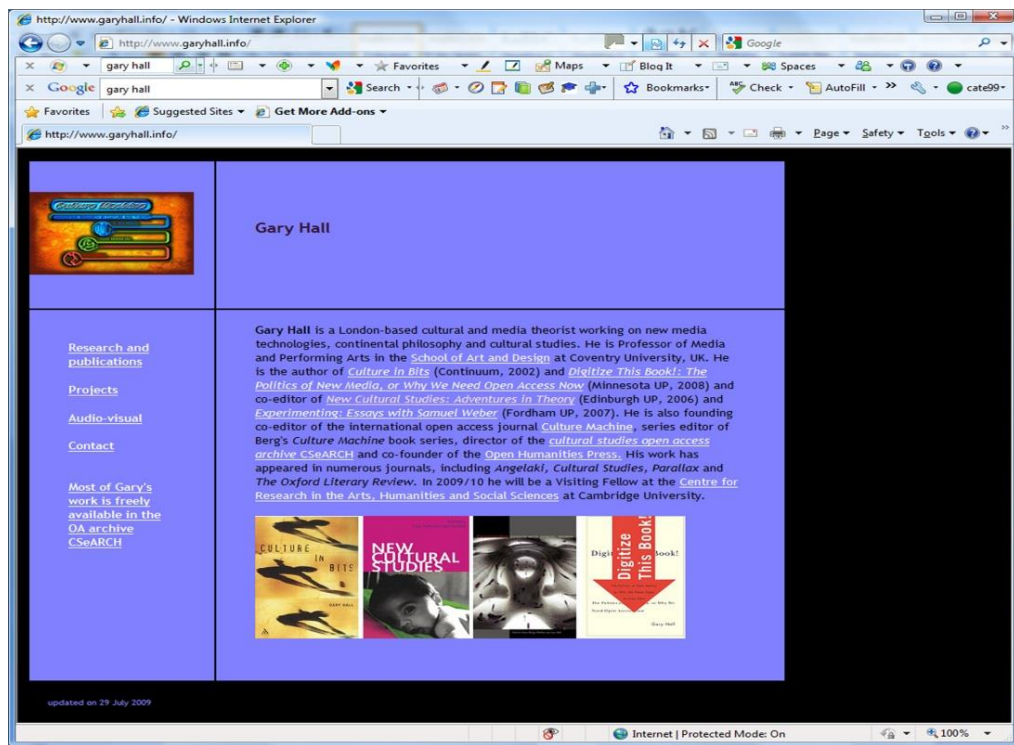 http://www.garyhall.info/ - Windows Internet Explorer
http://www.garyhall.info/
Google
gary hall
Favorites
Maps
Blog It
Spaces
Google
gary hall
Search
Bookmarks
Check
AutoFill
cate99
Favorites
Suggested Sites
Get More Add-ons
http://www.garyhall.info/
Page
Safety
Tools
Gary Hall
Research and
publications
Projects
Audio-visual
Contact
Most of Gary's
work is freely
available in the
OA archive
CSeARCH
Gary Hall is a London-based cultural and media theorist working on new media
technologies, continental philosophy and cultural studies. He is Professor of Media
and Performing Arts in the School of Art and Design at Coventry University, UK. He
is the author of Culture in Bits (Continuum, 2002) and Digitize This Book!: The
Politics of New Media, or Why We Need Open Access Now (Minnesota UP, 2008) and
co-editor of New Cultural Studies: Adventures in Theory (Edinburgh UP, 2006) and
Experimenting: Essays with Samuel Weber (Fordham UP, 2007). He is also founding
co-editor of the international open access journal Culture Machine, series editor of
Berg's Culture Machine book series, director of the cultural studies open access
archive CSeARCH and co-founder of the Open Humanities Press. His work has
appeared in numerous journals, including Angelaki, Cultural Studies, Parallax and
The Oxford Literary Review. In 2009/10 he will be a Visiting Fellow at the Centre for
Research in the Arts, Humanities and Social Sciences at Cambridge University.
CULTURE
IN
BITS
GARY HALL
NEW
CULTURAL
STUDIES
Digitize
This Book!
Gary Hall
updated on 29 July 2009
Internet | Protected Mode: On
100%